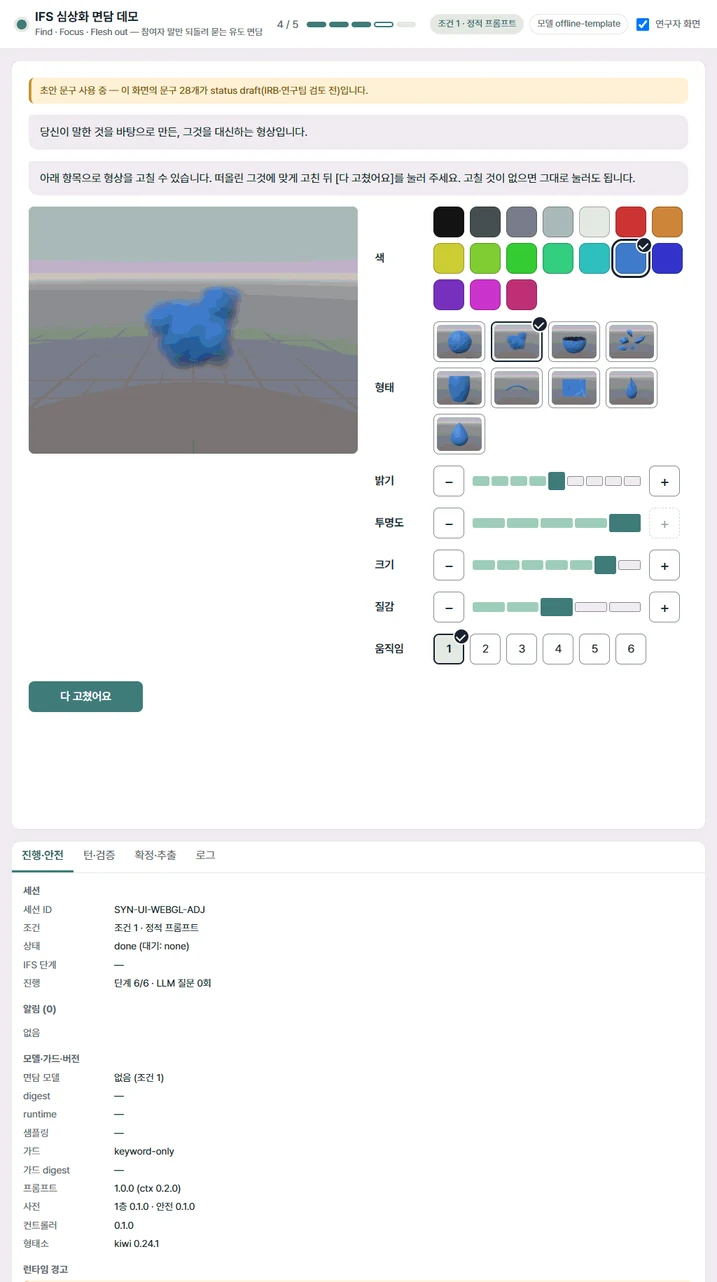 IFS 심상화 면담 데모
Find · Focus · Flesh out — 참여자 말만 되돌려 묻는 유도 면담
4 / 5
조건 1 · 정적 프롬프트
모델 offline-template
연구자 화면
초안 문구 사용 중 — 이 화면의 문구 28개가 status draft(IRB·연구팀 검토 전)입니다.
당신이 말한 것을 바탕으로 만든, 그것을 대신하는 형상입니다.
아래 항목으로 형상을 고칠 수 있습니다. 떠올린 그것에 맞게 고친 뒤 [다 고쳤어요]를 눌러 주세요. 고칠 것이 없으면 그대로 눌러도 됩니다.
색
형태
밝기
− +
투명도
− +
크기
− +
질감
− +
움직임
1 2 3 4 5 6
다 고쳤어요
진행·안전 턴·검증 확정·추출 로그
세션
세션 ID SYN-UI-WEBGL-ADJ
조건 조건 1 · 정적 프롬프트
상태 done (대기: none)
IFS 단계 —
진행 단계 6/6 · LLM 질문 0회
알림 (0)
없음
모델·가드·버전
면담 모델 없음 (조건 1)
digest —
runtime —
샘플링 —
가드 keyword-only
가드 digest —
프롬프트 1.0.0 (ctx 0.2.0)
사전 1층 0.1.0 · 안전 0.1.0
컨트롤러 0.1.0
형태소 kiwi 0.24.1
런타임 경고